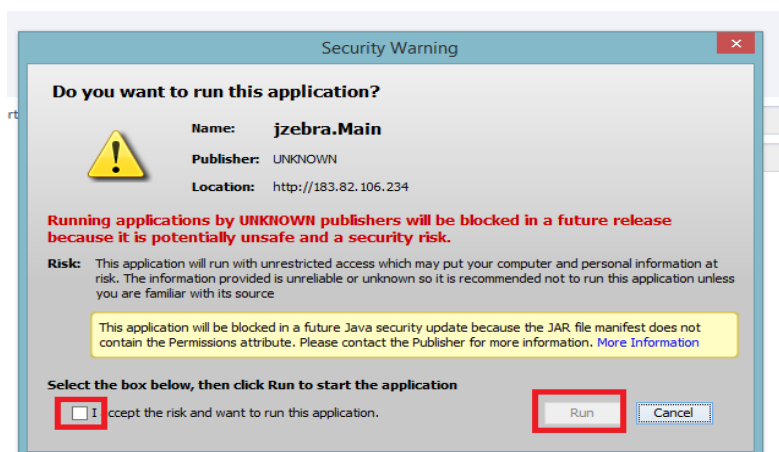 Security Warning
Do you want to run this application?
rt
Name: jzebra.Main
Publisher: UNKNOWN
Location: http://183.82.106.234
Running applications by UNKNOWN publishers will be blocked in a future release
because it is potentially unsafe and a security risk.
Risk: This application will run with unrestricted access which may put your computer and personal information at
risk. The information provided is unreliable or unknown so it is recommended not to run this application unless
you are familiar with its source
This application will be blocked in a future Java security update because the JAR file manifest does not
contain the Permissions attribute. Please contact the Publisher for more information. More Information
Select the box below, then click Run to start the application
I accept the risk and want to run this application.
Run Cancel